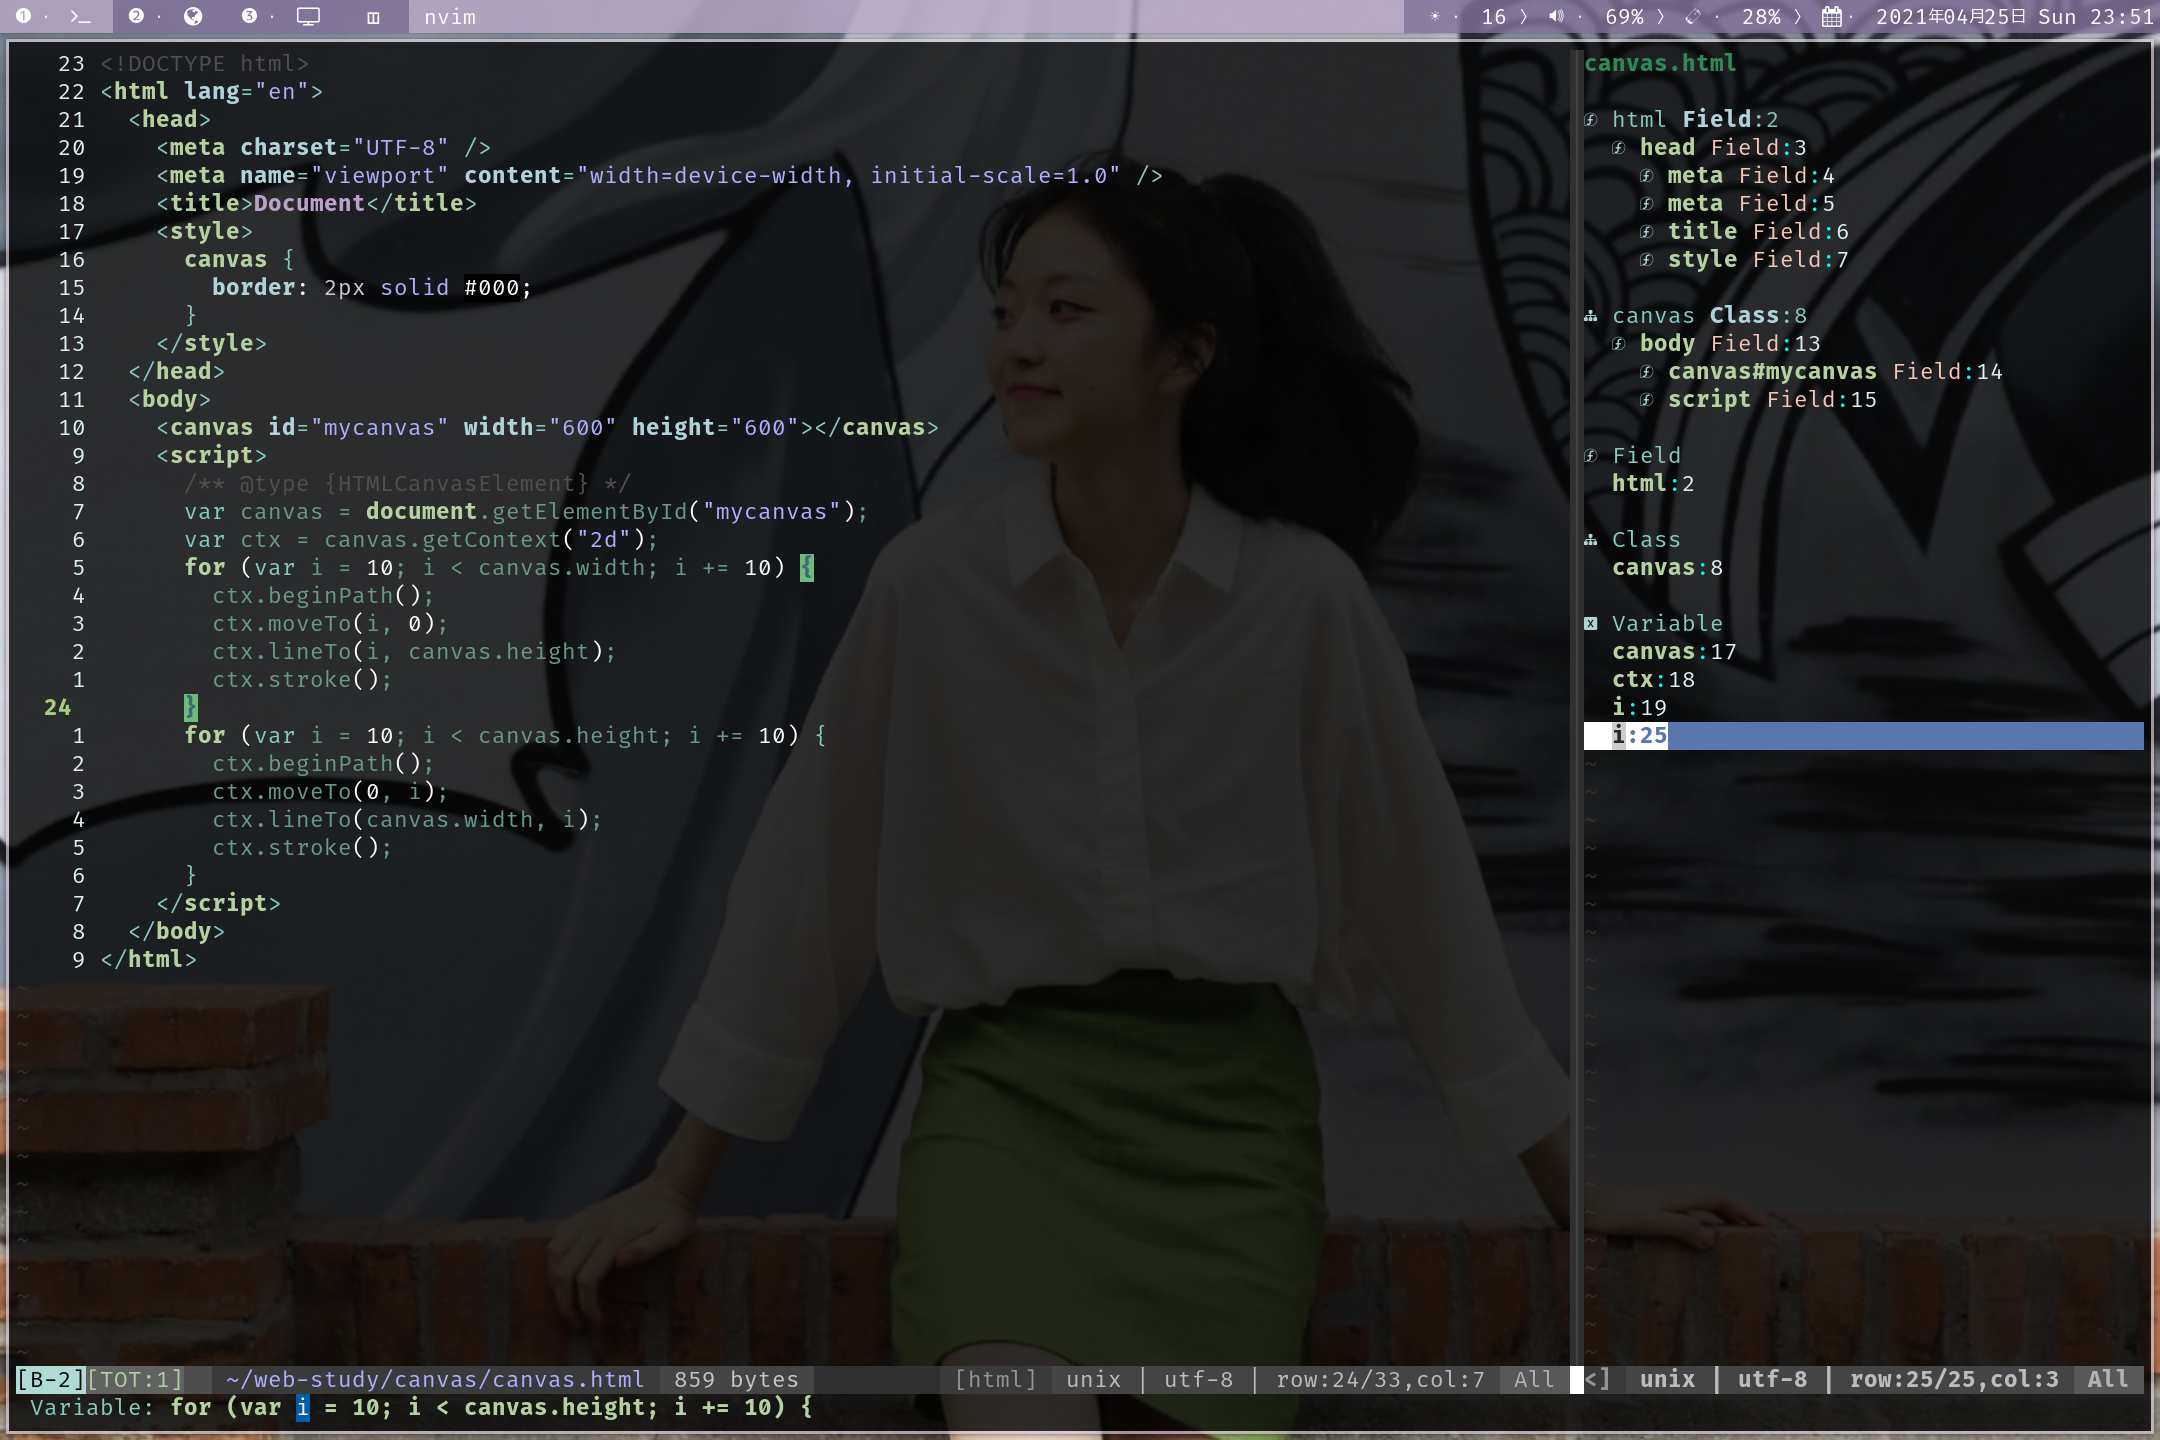 1 · 2 · 3 · nvim · 16 〉 · 69% 〉 · 28% 〉 · 2021年04月25日 Sun 23:51
23 <!DOCTYPE html>
22 <html lang="en">
21 <head>
20 <meta charset="UTF-8" />
19 <meta name="viewport" content="width=device-width, initial-scale=1.0" />
18 <title>Document</title>
17 <style>
16 canvas {
15 border: 2px solid #000;
14 }
13 </style>
12 </head>
11 <body>
10 <canvas id="mycanvas" width="600" height="600"></canvas>
9 <script>
8 /** @type {HTMLCanvasElement} */
7 var canvas = document.getElementById("mycanvas");
6 var ctx = canvas.getContext("2d");
5 for (var i = 10; i < canvas.width; i += 10) {
4 ctx.beginPath();
3 ctx.moveTo(i, 0);
2 ctx.lineTo(i, canvas.height);
1 ctx.stroke();
24 }
1 for (var i = 10; i < canvas.height; i += 10) {
2 ctx.beginPath();
3 ctx.moveTo(0, i);
4 ctx.lineTo(canvas.width, i);
5 ctx.stroke();
6 }
7 </script>
8 </body>
9 </html>
canvas.html
html Field:2
head Field:3
meta Field:4
meta Field:5
title Field:6
style Field:7
canvas Class:8
body Field:13
canvas#mycanvas Field:14
script Field:15
Field
html:2
Class
canvas:8
Variable
canvas:17
ctx:18
i:19
i:25
[B-2][TOT:1] ~/web-study/canvas/canvas.html 859 bytes [html] unix | utf-8 | row:24/33,col:7 All
<] unix | utf-8 | row:25/25,col:3 All
Variable: for (var i = 10; i < canvas.height; i += 10) {